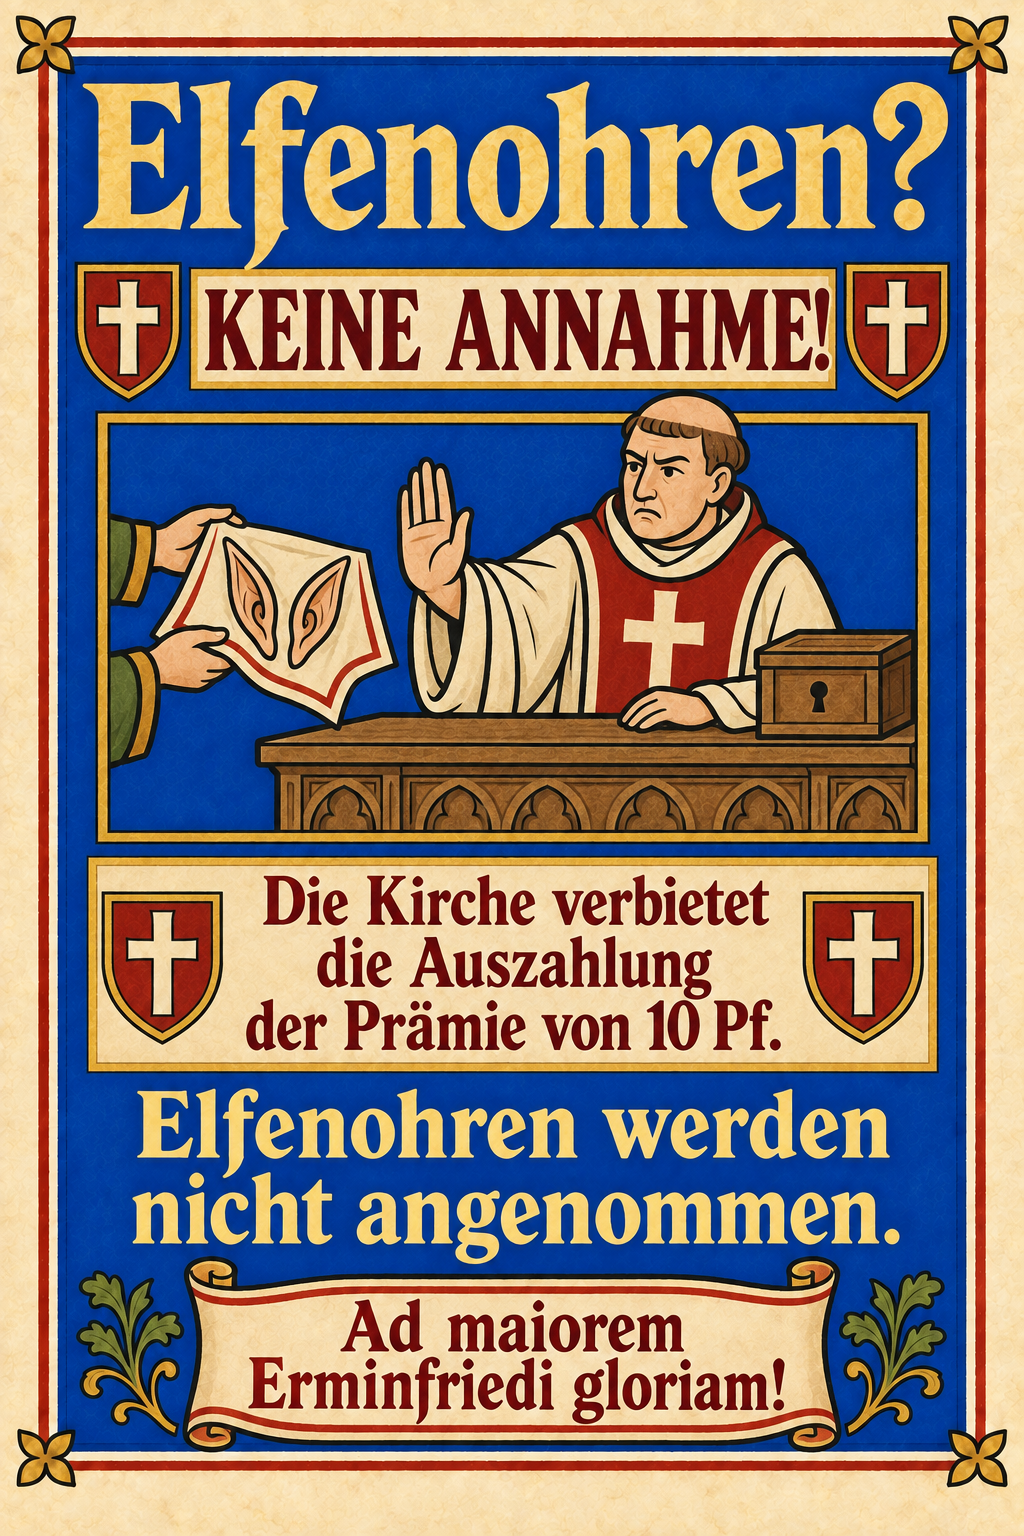 Elfenohren?
KEINE ANNAHME!
Die Kirche verbietet
die Auszahlung
der Prämie von 10 Pf.
Elfenohren werden
nicht angenommen.
Ad maiorem
Erminfriedi gloriam!